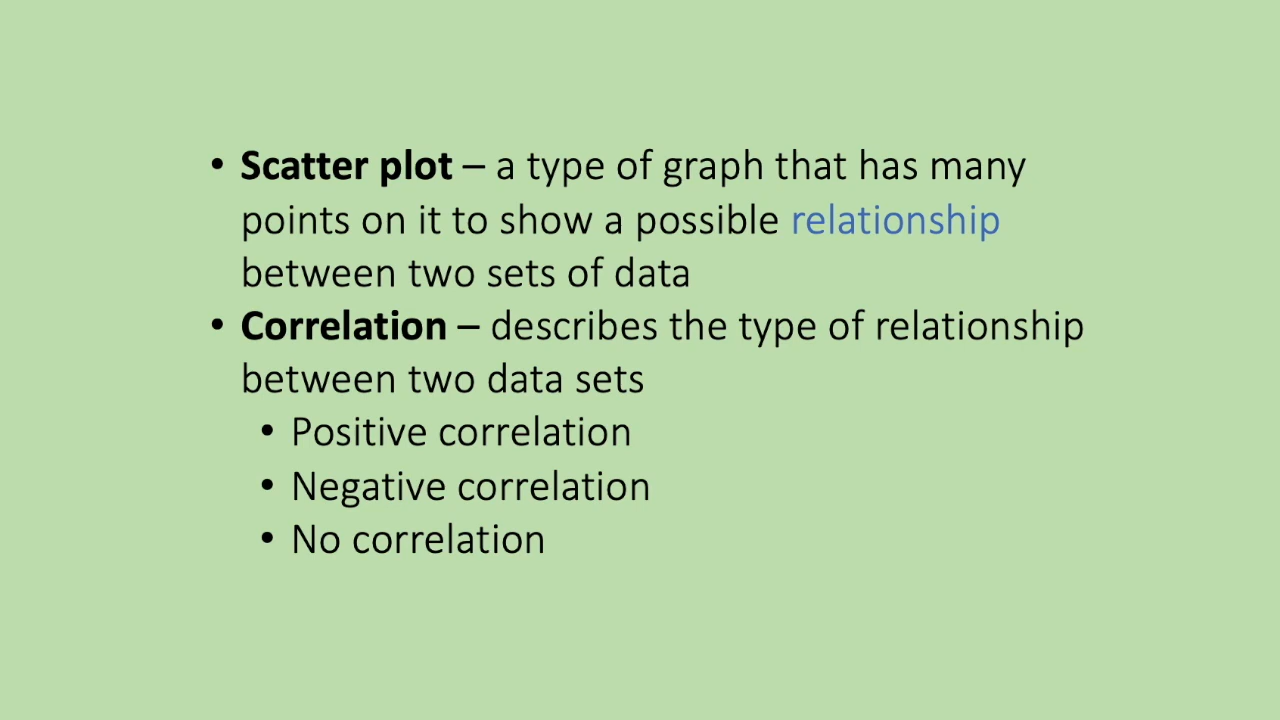 • Scatter plot – a type of graph that has many
points on it to show a possible relationship
between two sets of data
• Correlation – describes the type of relationship
between two data sets
• Positive correlation
• Negative correlation
• No correlation